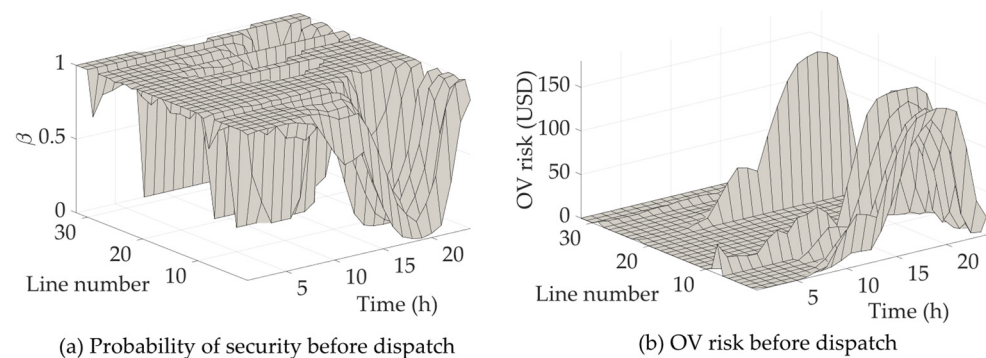 1
0.5
0
β
30
20
10
Line number
5
10
15
20
Time (h)
(a) Probability of security before dispatch
150
100
50
0
OV risk (USD)
30
20
10
Line number
5
10
15
20
Time (h)
(b) OV risk before dispatch